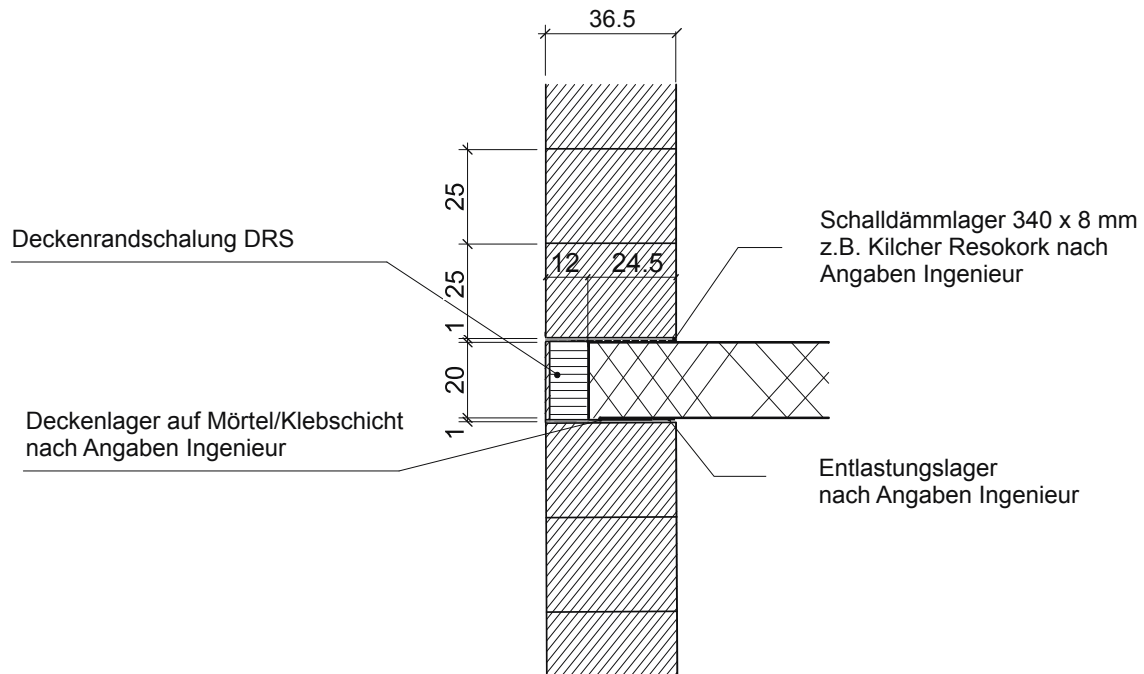 36.5
25
Deckenrandschalung DRS
Schalldämmlager 340 x 8 mm
z.B. Kilcher Resokork nach
Angaben Ingenieur
12
24.5
25
1
20
Deckenlager auf Mörtel/Klebschicht
nach Angaben Ingenieur
1
Entlastungslager
nach Angaben Ingenieur